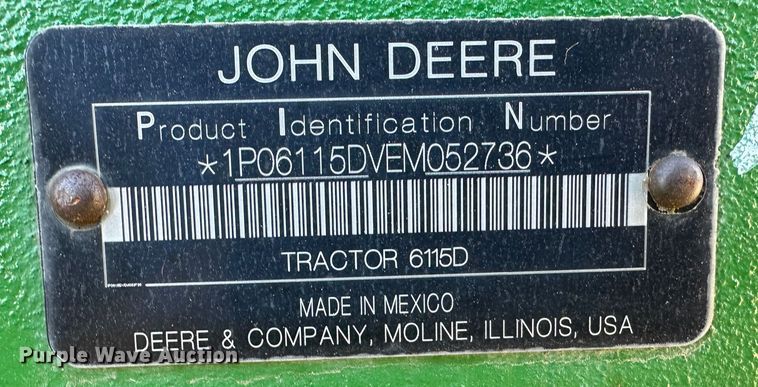 JOHN DEERE
Product Identification Number
*1P06115DVEM052736*
TRACTOR 6115D
MADE IN MEXICO
DEERE & COMPANY, MOLINE, ILLINOIS, USA
Purple Wave Auction